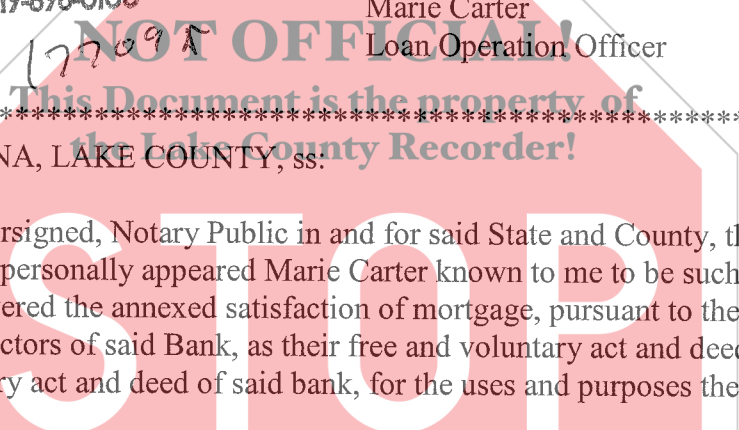 Marie Carter
NOT OFFICIAL!
Loan Operation Officer
This Document is the property of
the Lake County Recorder!
NA, LAKE COUNTY, ss:
rsigned, Notary Public in and for said State and County, th
personally appeared Marie Carter known to me to be such
ered the annexed satisfaction of mortgage, pursuant to the
ctors of said Bank, as their free and voluntary act and deed
ry act and deed of said bank, for the uses and purposes the
STOP